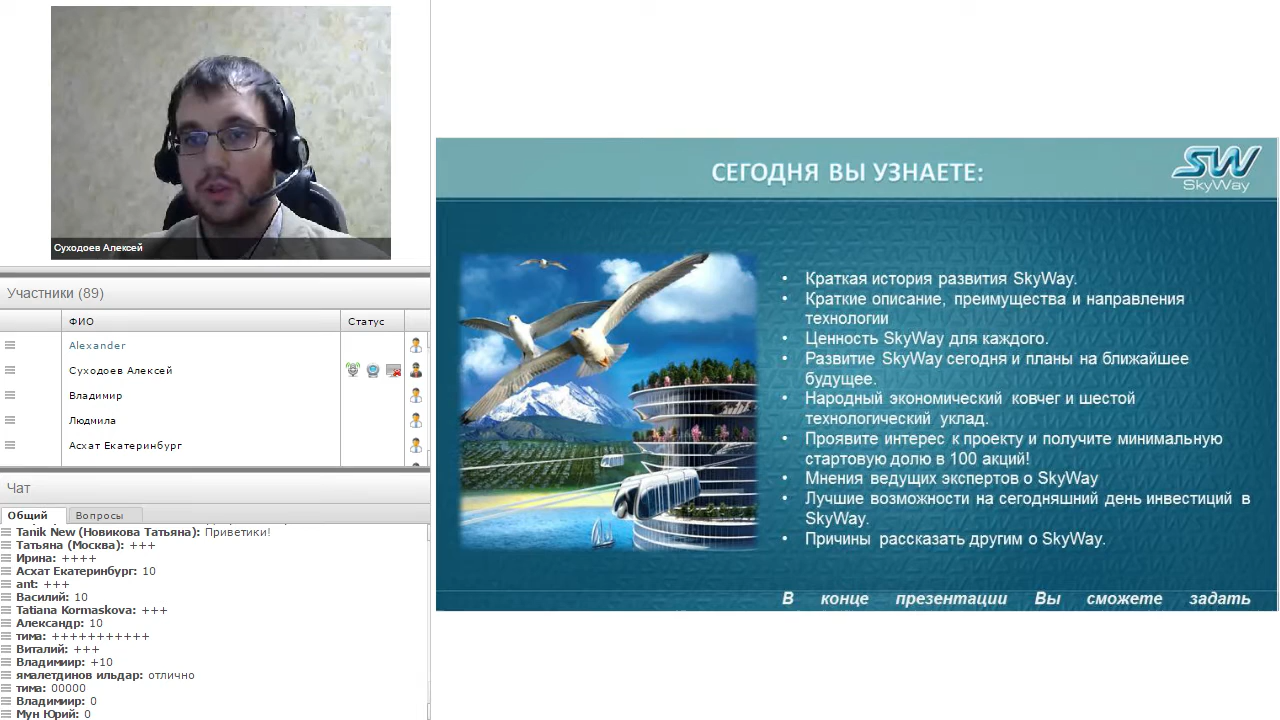 Суходоев Алексей
Участники (89)
ФИО
Статус
Alexander
Суходоев Алексей
Владимир
Людмила
Асхат Екатеринбург
Чат
Общий
Вопросы
Tanik New (Новикова Татьяна): Приветики!
Татьяна (Москва): +++
Ирина: ++++
Асхат Екатеринбург: 10
ant: +++
Василий: 10
Tatiana Kormaskova: +++
Александр: 10
тима: +++++++++++
Виталий: +++
Владимиир: +10
ямалетдинов ильдар: отлично
тима: 00000
Владимиир: 0
Мун Юрий: 0
СЕГОДНЯ ВЫ УЗНАЕТЕ:
SW
SkyWay
• Краткая история развития SkyWay.
• Краткие описание, преимущества и направления
технологии
• Ценность SkyWay для каждого.
• Развитие SkyWay сегодня и планы на ближайшее
будущее.
• Народный экономический ковчег и шестой
технологический уклад.
• Проявите интерес к проекту и получите минимальную
стартовую долю в 100 акций!
• Мнения ведущих экспертов о SkyWay
• Лучшие возможности на сегодняшний день инвестиций в
SkyWay.
• Причины рассказать другим о SkyWay.
В конце презентации Вы сможете задать